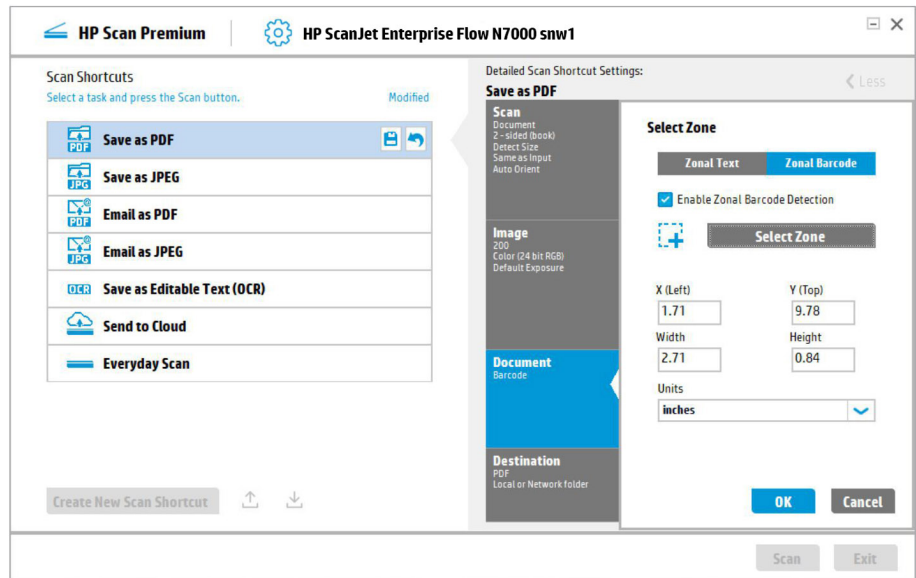 HP Scan Premium
HP ScanJet Enterprise Flow N7000 snw1
Scan Shortcuts
Select a task and press the Scan button.
Modified
PDF
Save as PDF
JPG
Save as JPEG
PDF
Email as PDF
JPG
Email as JPEG
OCR
Save as Editable Text (OCR)
Send to Cloud
Everyday Scan
Create New Scan Shortcut
Detailed Scan Shortcut Settings:
Save as PDF
Less
Scan
Document
2 - sided (book)
Detect Size
Same as Input
Auto Orient
Image
200
Color (24 bit RGB)
Default Exposure
Document
Barcode
Destination
PDF
Local or Network folder
Select Zone
Zonal Text
Zonal Barcode
Enable Zonal Barcode Detection
Select Zone
X (Left)
Y (Top)
1.71
9.78
Width
Height
2.71
0.84
Units
inches
OK
Cancel
Scan
Exit